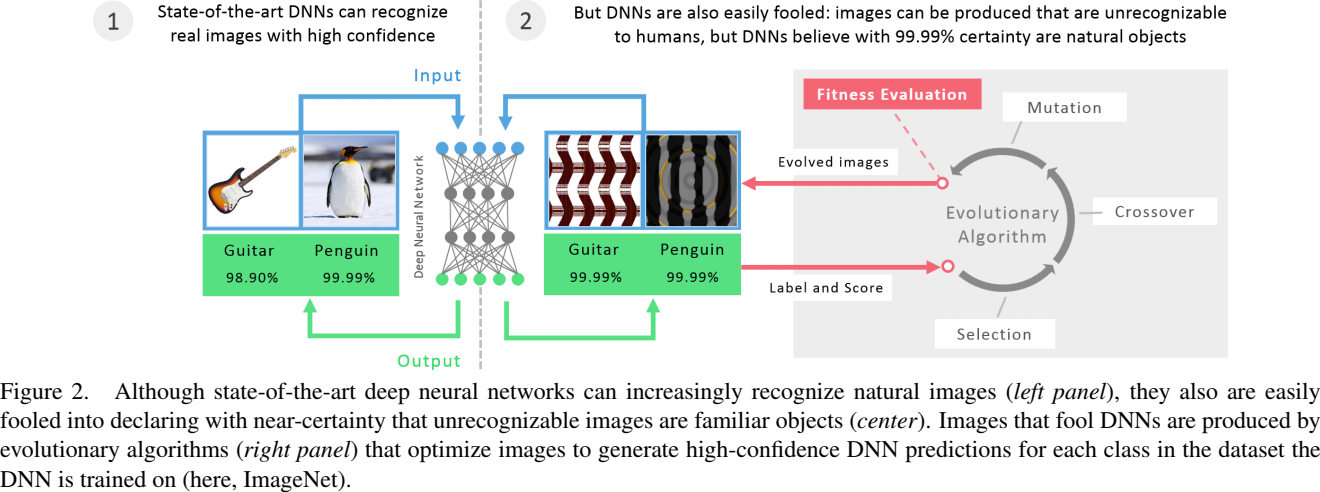 1
State-of-the-art DNNs can recognize
real images with high confidence
2
But DNNs are also easily fooled: images can be produced that are unrecognizable
to humans, but DNNs believe with 99.99% certainty are natural objects
Input
Deep Neural Network
Guitar
98.90%
Penguin
99.99%
Output
Guitar
99.99%
Penguin
99.99%
Evolved images
Label and Score
Fitness Evaluation
Mutation
Crossover
Evolutionary
Algorithm
Selection
Figure 2. Although state-of-the-art deep neural networks can increasingly recognize natural images (left panel), they also are easily
fooled into declaring with near-certainty that unrecognizable images are familiar objects (center). Images that fool DNNs are produced by
evolutionary algorithms (right panel) that optimize images to generate high-confidence DNN predictions for each class in the dataset the
DNN is trained on (here, ImageNet).